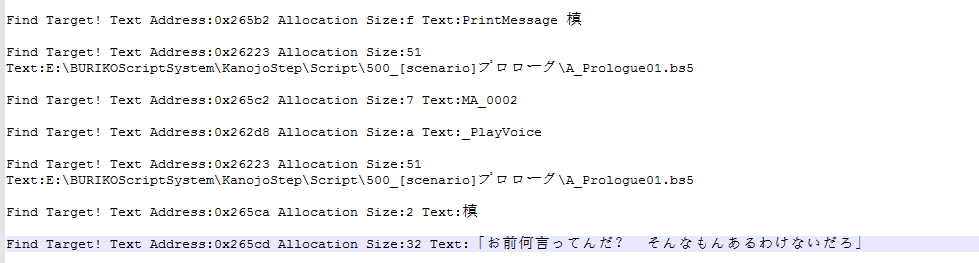 Find Target! Text Address:0x265b2 Allocation Size:f Text:PrintMessage 槙
Find Target! Text Address:0x26223 Allocation Size:51
Text:E:\BURIKOScriptSystem\KanojoStep\Script\500_[scenario]プロローグ\A_Prologue01.bs5
Find Target! Text Address:0x265c2 Allocation Size:7 Text:MA_0002
Find Target! Text Address:0x262d8 Allocation Size:a Text:_PlayVoice
Find Target! Text Address:0x26223 Allocation Size:51
Text:E:\BURIKOScriptSystem\KanojoStep\Script\500_[scenario]プロローグ\A_Prologue01.bs5
Find Target! Text Address:0x265ca Allocation Size:2 Text:槙
Find Target! Text Address:0x265cd Allocation Size:32 Text:「お前何言ってんだ？　そんなもんあるわけないだろ」